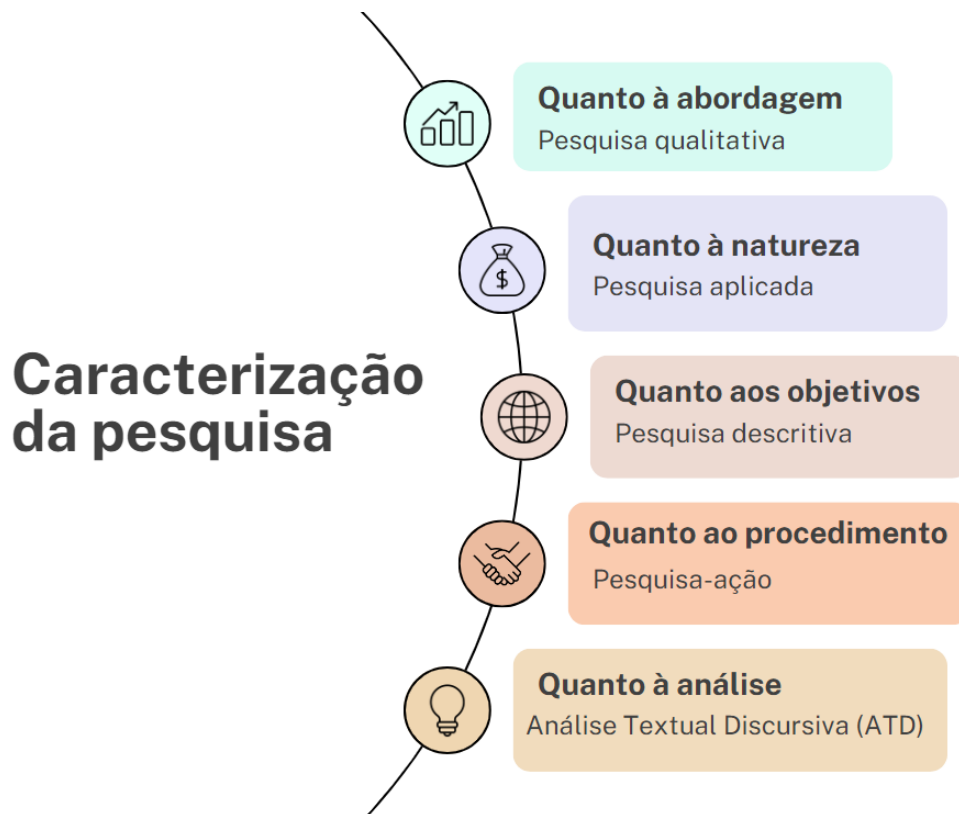 Caracterização
da pesquisa
Quanto à abordagem
Pesquisa qualitativa
Quanto à natureza
Pesquisa aplicada
Quanto aos objetivos
Pesquisa descritiva
Quanto ao procedimento
Pesquisa-ação
Quanto à análise
Análise Textual Discursiva (ATD)
$